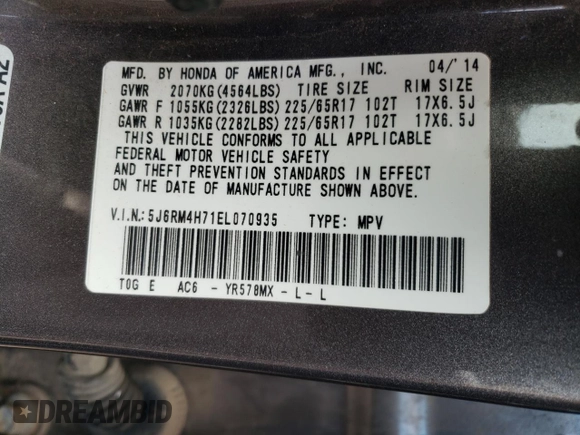 MFD. BY HONDA OF AMERICA MFG., INC. 04/'14
GVWR 2070KG(4564LBS) TIRE SIZE RIM SIZE
GAWR F 1055KG(2326LBS) 225/65R17 102T 17X6.5J
GAWR R 1035KG(2282LBS) 225/65R17 102T 17X6.5J
THIS VEHICLE CONFORMS TO ALL APPLICABLE
FEDERAL MOTOR VEHICLE SAFETY
AND THEFT PREVENTION STANDARDS IN EFFECT
ON THE DATE OF MANUFACTURE SHOWN ABOVE.
V.I.N.:5J6RM4H71EL070935 TYPE: MPV
TOG E AC6 - YR578MX - L - L
DREAMBID